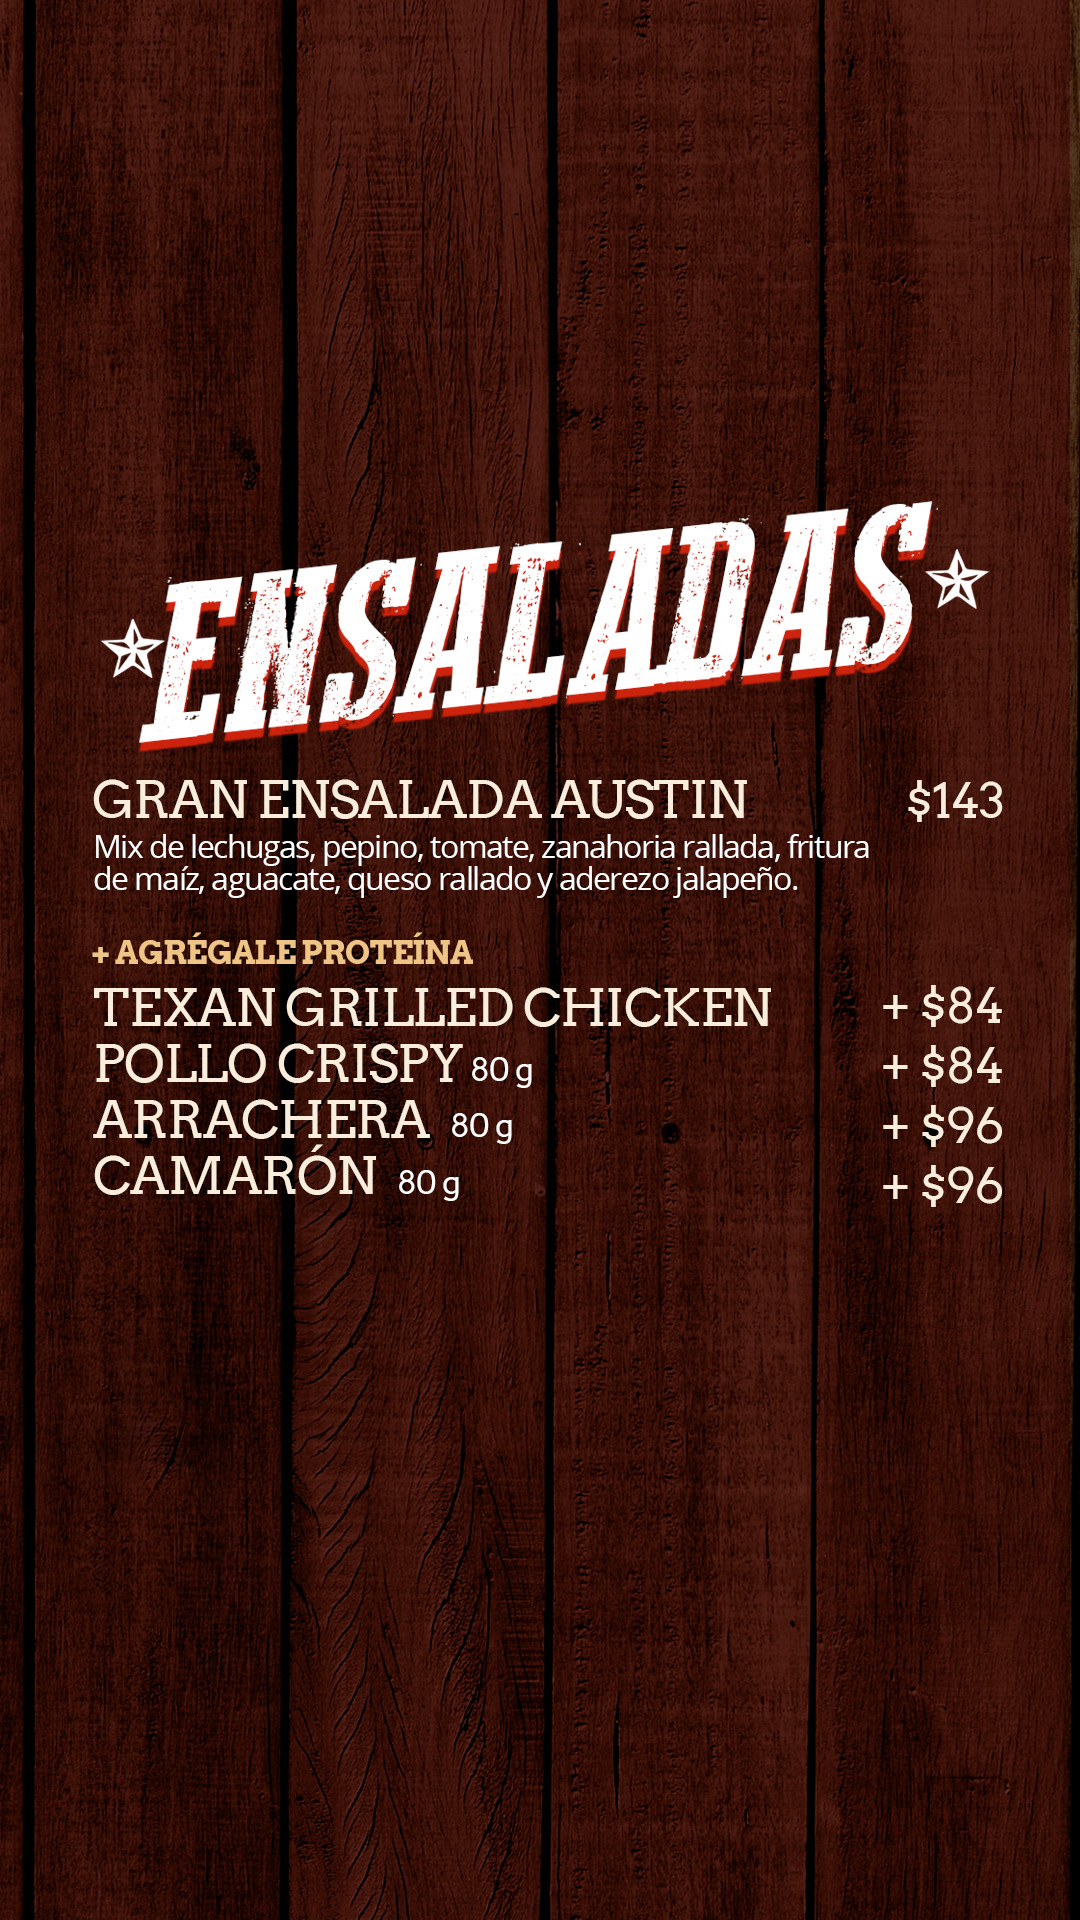 ENSALADAS
GRAN ENSALADA AUSTIN $143
Mix de lechugas, pepino, tomate, zanahoria rallada, fritura
de maíz, aguacate, queso rallado y aderezo jalapeño.
+ AGRÉGALE PROTEÍNA
TEXAN GRILLED CHICKEN + $84
POLLO CRISPY 80 g + $84
ARRACHERA 80 g + $96
CAMARÓN 80 g + $96